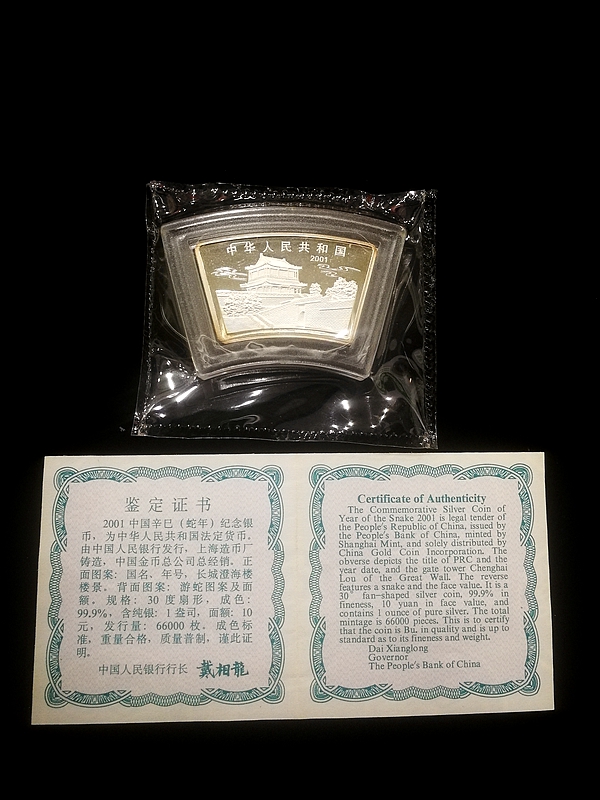 中华人民共和国
2001
鉴定证书
2001 中国辛巳（蛇年）纪念银
币，为中华人民共和国法定货币。
由中国人民银行发行，上海造币厂
铸造，中国金币总公司总经销。正
面图案：国名、年号，长城澄海楼
楼景。背面图案：游蛇图案及面
额。规格：30 度扇形，成色：
99.9%，含纯银：1 盎司，面额：10
元，发行量：66000 枚。成色标
准，重量合格，质量普制，谨此证
明。
中国人民银行行长 戴相龍
Certificate of Authenticity
The Commemorative Silver Coin of
Year of the Snake 2001 is legal tender of
the People's Republic of China, issued by
the People's Bank of China, minted by
Shanghai Mint, and solely distributed by
China Gold Coin Incorporation. The
obverse depicts the title of PRC and the
year date, and the gate tower Chenghai
Lou of the Great Wall. The reverse
features a snake and the face value. It is a
30° fan-shaped silver coin, 99.9% in
fineness, 10 yuan in face value, and
contains 1 ounce of pure silver. The total
mintage is 66000 pieces. This is to certify
that the coin is Bu. in quality and is up to
standard as to its fineness and weight.
Dai Xianglong
Governor
The People's Bank of China